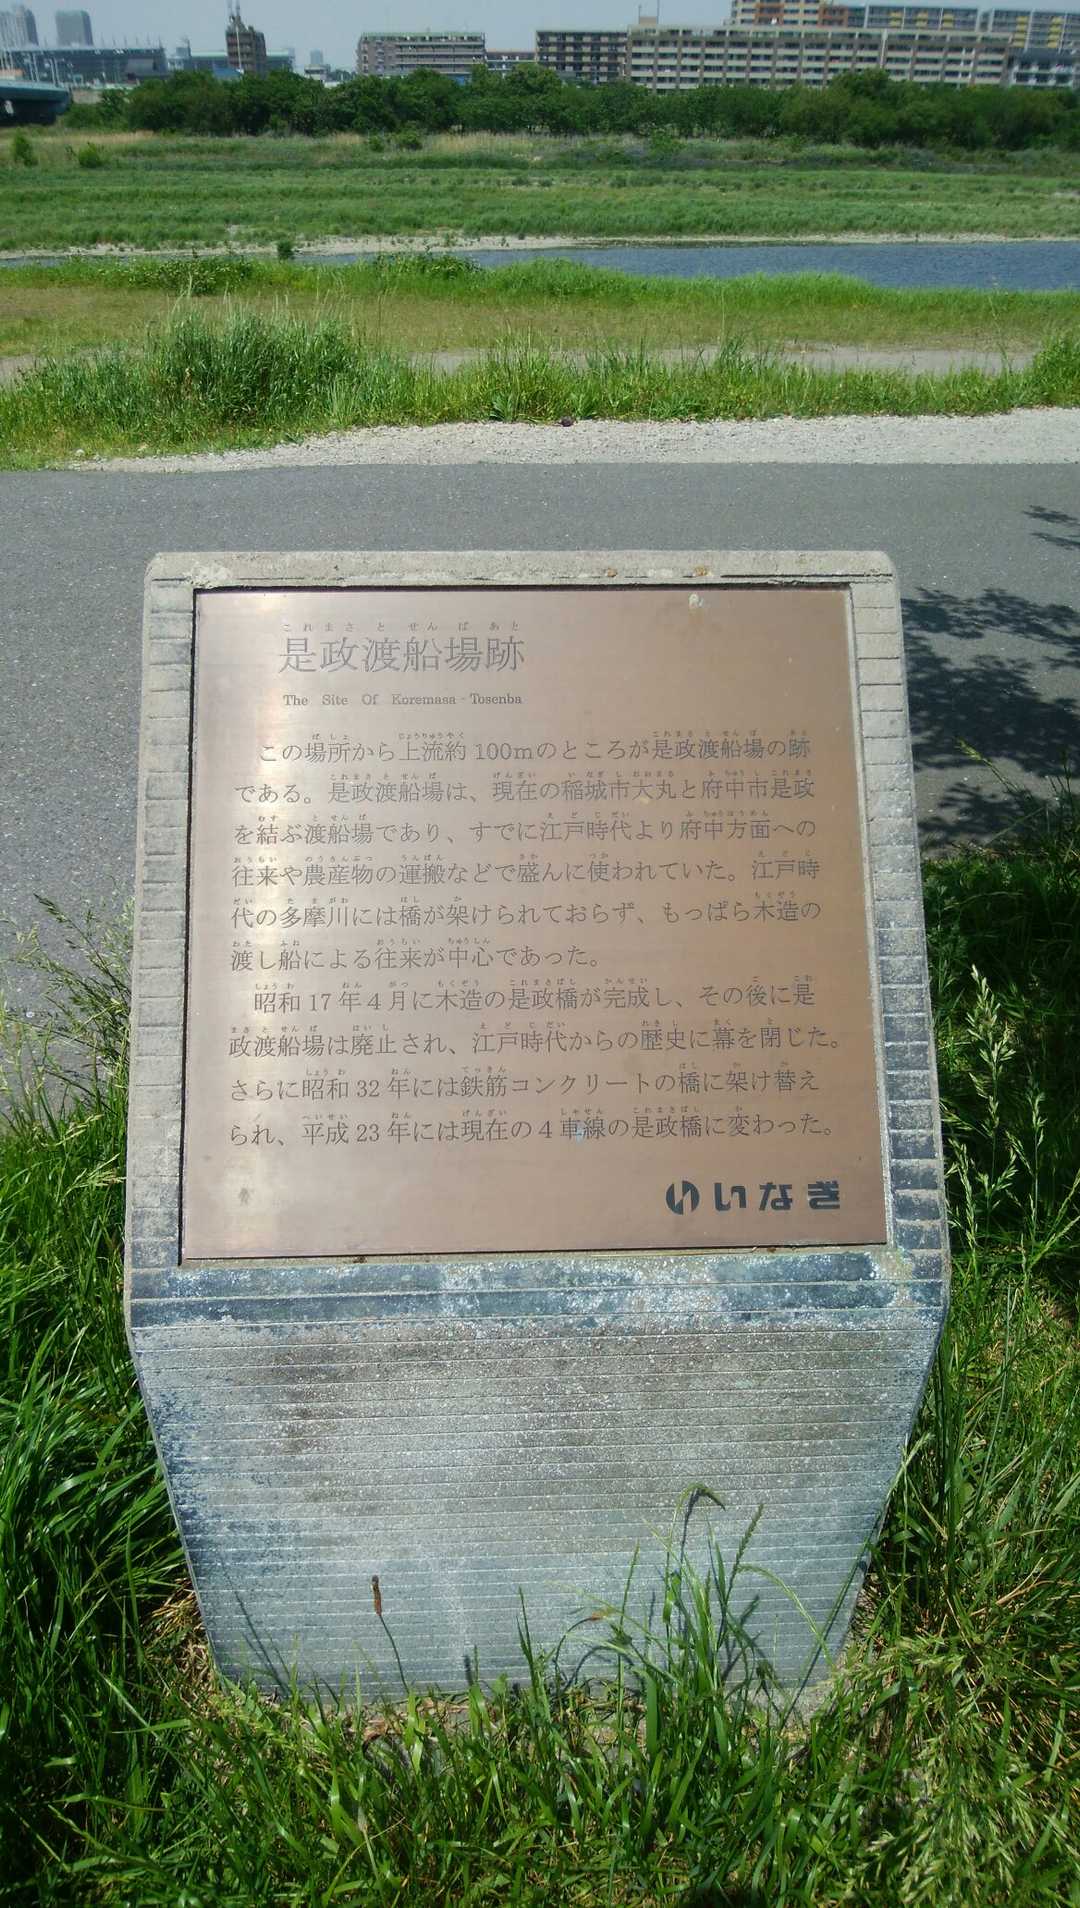 是政渡船場跡
The Site Of Koremasa - Tosenba
この場所から上流約100mのところが是政渡船場の跡
である。是政渡船場は、現在の稲城市大丸と府中市是政
を結ぶ渡船場であり、すでに江戸時代より府中方面への
往来や農産物の運搬などで盛んに使われていた。江戸時
代の多摩川には橋が架けられておらず、もっぱら木造の
渡し船による往来が中心であった。
昭和17年4月に木造の是政橋が完成し、その後に是
政渡船場は廃止され、江戸時代からの歴史に幕を閉じた。
さらに昭和32年には鉄筋コンクリートの橋に架け替え
られ、平成23年には現在の4車線の是政橋に変わった。
いなぎ